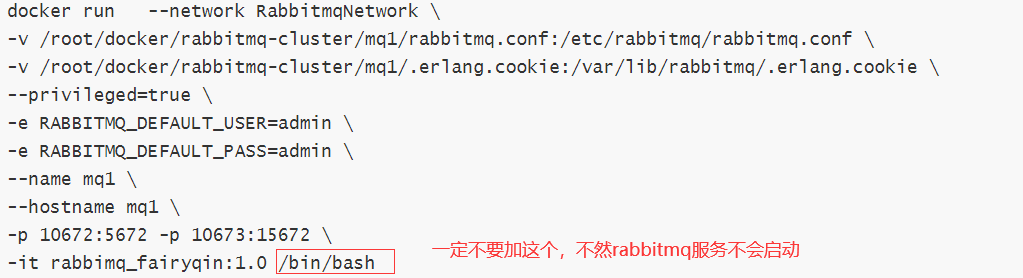 docker run   --network RabbitmqNetwork \
-v /root/docker/rabbitmq-cluster/mq1/rabbitmq.conf:/etc/rabbitmq/rabbitmq.conf \
-v /root/docker/rabbitmq-cluster/mq1/.erlang.cookie:/var/lib/rabbitmq/.erlang.cookie \
--privileged=true \
-e RABBITMQ_DEFAULT_USER=admin \
-e RABBITMQ_DEFAULT_PASS=admin \
--name mq1 \
--hostname mq1 \
-p 10672:5672 -p 10673:15672 \
一定不要加这个，不然rabbitmq服务不会启动
-it rabbimq_fairyqin:1.0 /bin/bash